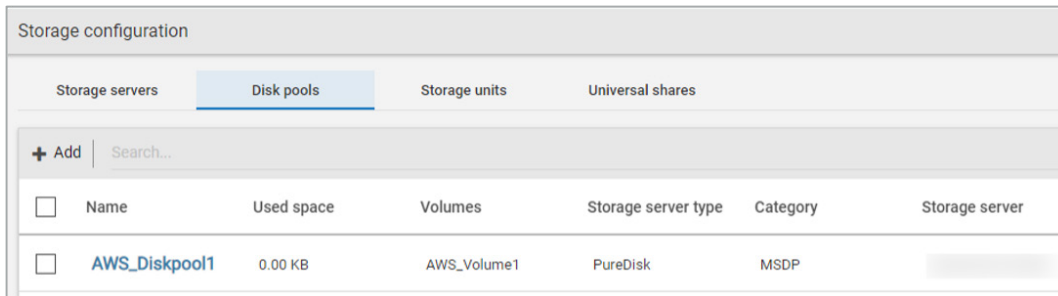 Storage configuration
Storage servers Disk pools Storage units Universal shares
+ Add Search...
Name Used space Volumes Storage server type Category Storage server
AWS_Diskpool1 0.00 KB AWS_Volume1 PureDisk MSDP